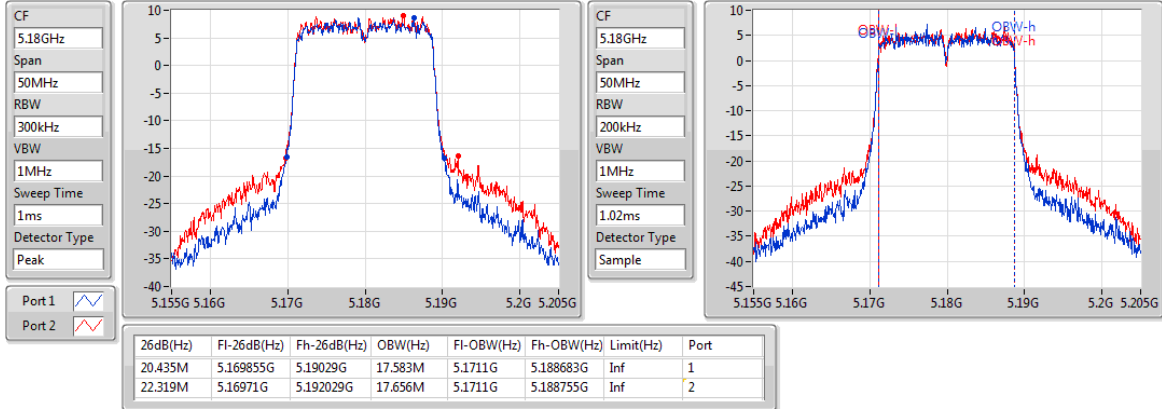 CF
5.18GHz
Span
50MHz
RBW
300kHz
VBW
1MHz
Sweep Time
1ms
Detector Type
Peak
Port 1
Port 2
10
5
0
-5
-10
-15
-20
-25
-30
-35
-40
5.155G 5.16G 5.17G 5.18G 5.19G 5.2G 5.205G
CF
5.18GHz
Span
50MHz
RBW
200kHz
VBW
1MHz
Sweep Time
1.02ms
Detector Type
Sample
10
5
0
-5
-10
-15
-20
-25
-30
-35
-40
-45
OBW-h
OBW-h
5.155G 5.16G 5.17G 5.18G 5.19G 5.2G 5.205G
26dB(Hz) Fl-26dB(Hz) Fh-26dB(Hz) OBW(Hz) Fl-OBW(Hz) Fh-OBW(Hz) Limit(Hz) Port
20.435M 5.169855G 5.19029G 17.583M 5.1711G 5.188683G Inf 1
22.319M 5.16971G 5.192029G 17.656M 5.1711G 5.188755G Inf 2